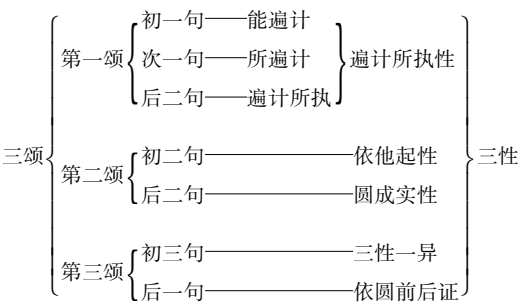 初一句——能遍计
第一颂 次一句——所遍计 遍计所执性
后二句——遍计所执
初二句——依他起性
三颂 第二颂 三性
后二句——圆成实性
初三句——三性一异
第三颂
后一句——依圆前后证